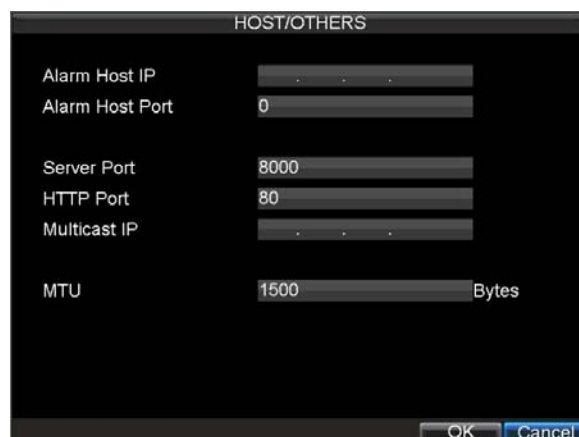 HOST/OTHERS
Alarm Host IP . . .
Alarm Host Port 0
Server Port 8000
HTTP Port 80
Multicast IP . . .
MTU 1500 Bytes
OK Cancel